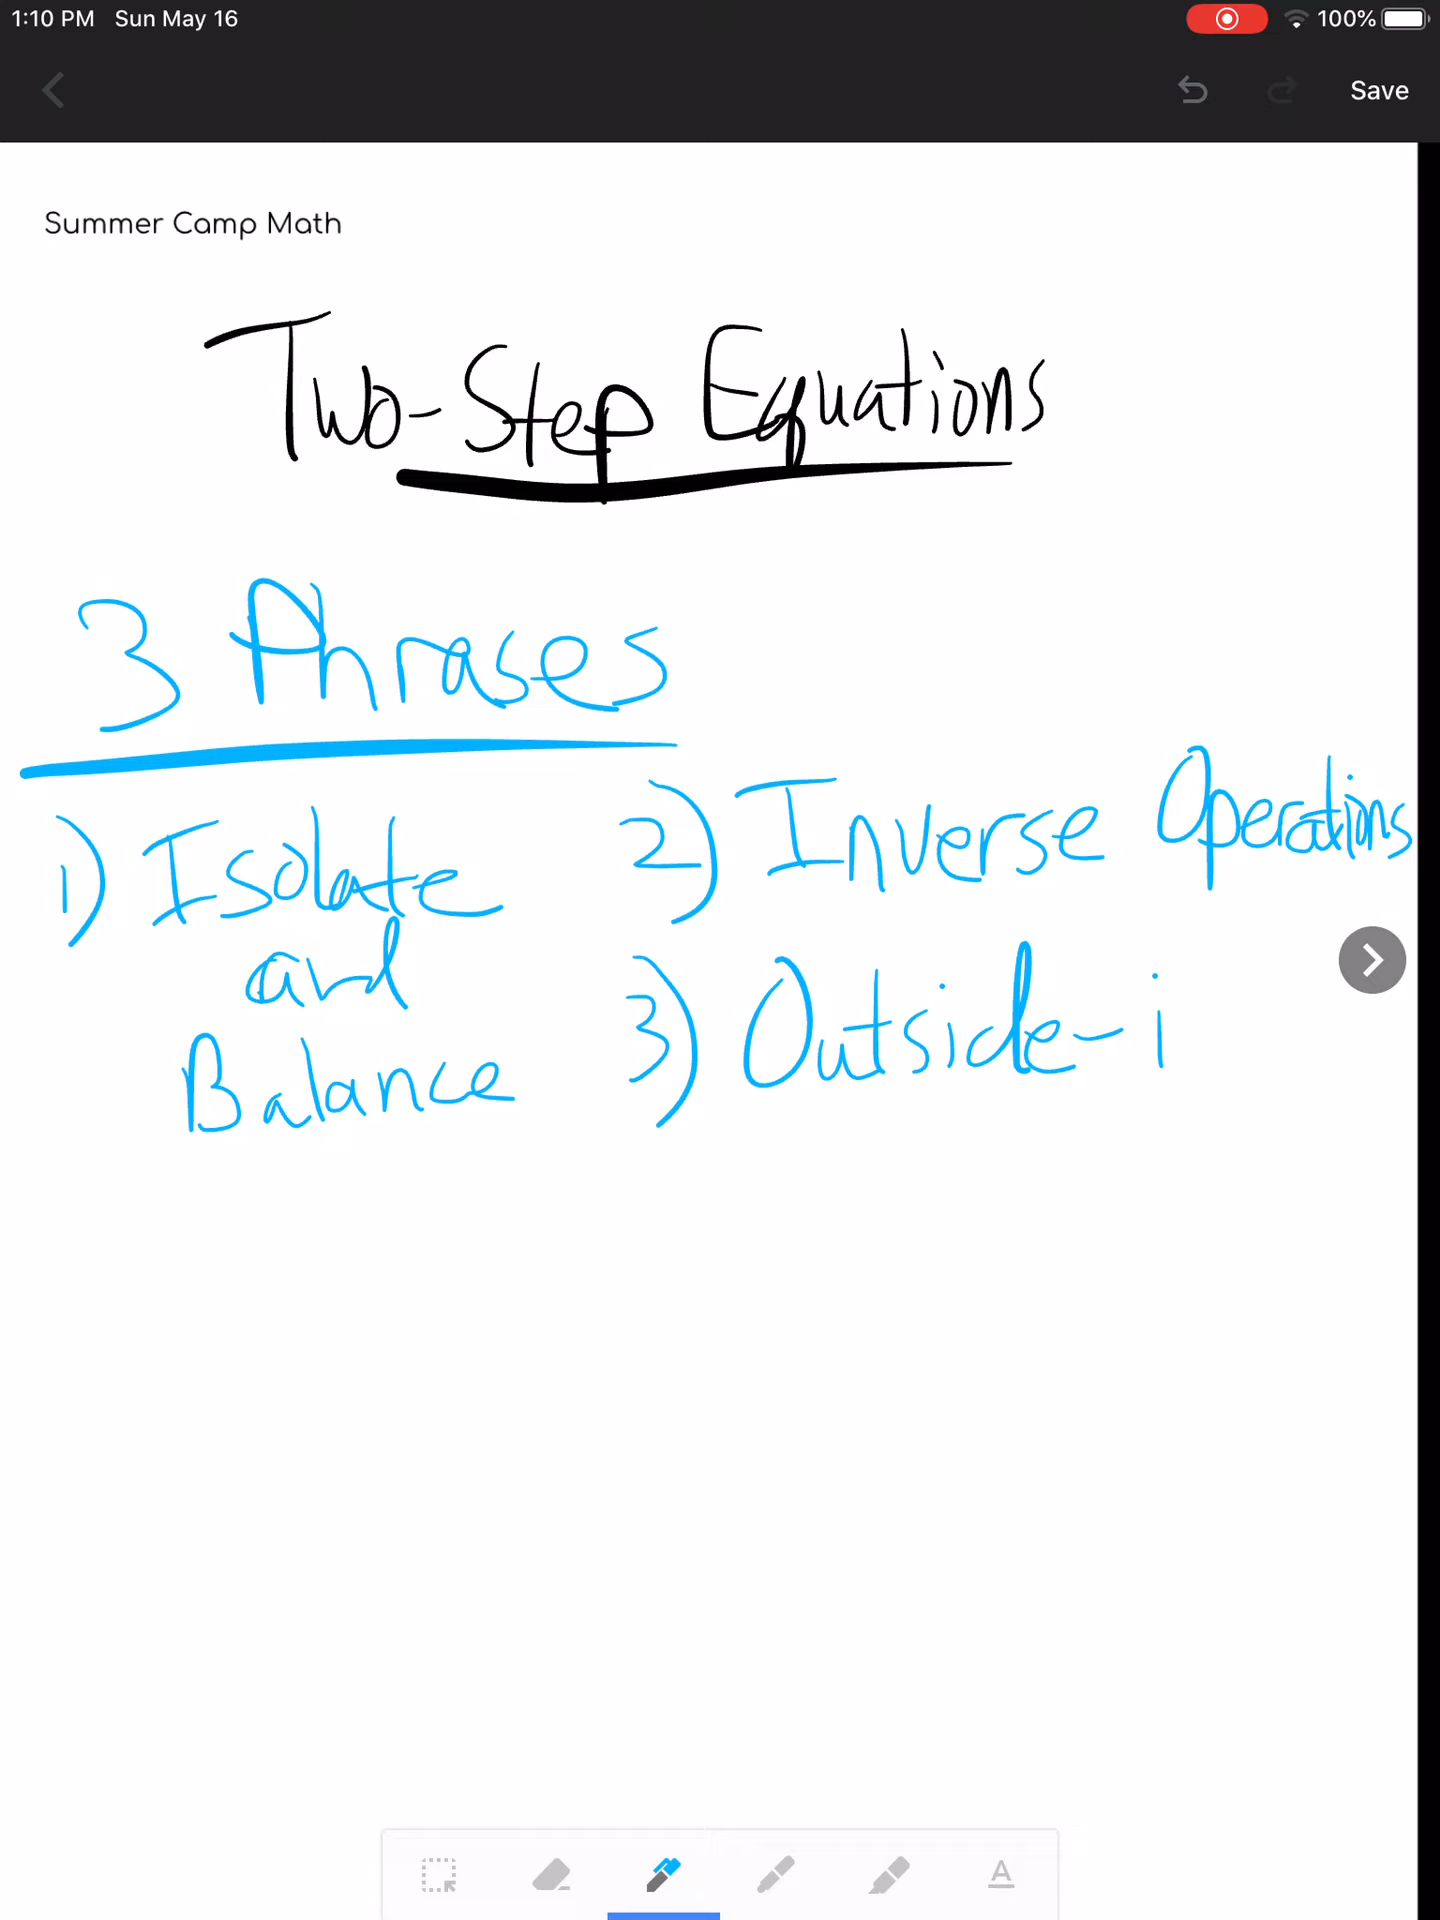 1:10 PM Sun May 16
100%
Save
Summer Camp Math
Two-Step Equations
3 Phrases
1) Isolate
and
Balance
2) Inverse Operations
3) Outside-i
A